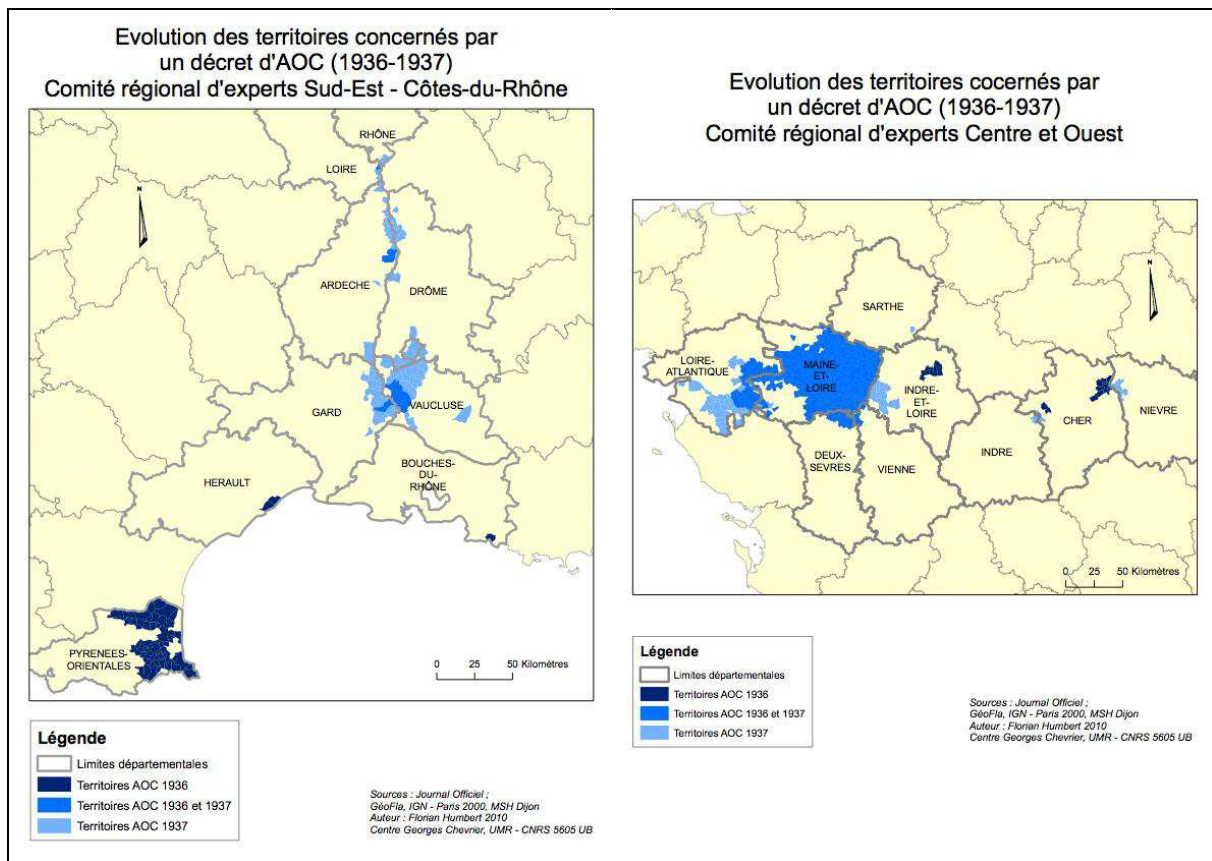 Evolution des territoires concernés par
un décret d'AOC (1936-1937)
Comité régional d'experts Sud-Est - Côtes-du-Rhône
N
RHÔNE
LOIRE
ARDECHE
DRÔME
GARD
VAUCLUSE
HERAULT
BOUCHES-
DU-
RHÔNE
PYRENEES-
ORIENTALES
0 25 50 Kilomètres
Légende
Limites départementales
Territoires AOC 1936
Territoires AOC 1936 et 1937
Territoires AOC 1937
Sources : Journal Officiel ;
GéoFla, IGN - Paris 2000, MSH Dijon
Auteur : Florian Humbert 2010
Centre Georges Chevrier, UMR - CNRS 5605 UB
Evolution des territoires cocernés par
un décret d'AOC (1936-1937)
Comité régional d'experts Centre et Ouest
N
SARTHE
LOIRE-
ATLANTIQUE
MAINE-
ET-
LOIRE
INDRE-
ET-
LOIRE
CHER
NIEVRE
DEUX-
SEVRES
VIENNE
INDRE
0 25 50 Kilomètres
Légende
Limites départementales
Territoires AOC 1936
Territoires AOC 1936 et 1937
Territoires AOC 1937
Sources : Journal Officiel ;
GéoFla, IGN - Paris 2000, MSH Dijon
Auteur : Florian Humbert 2010
Centre Georges Chevrier, UMR - CNRS 5605 UB